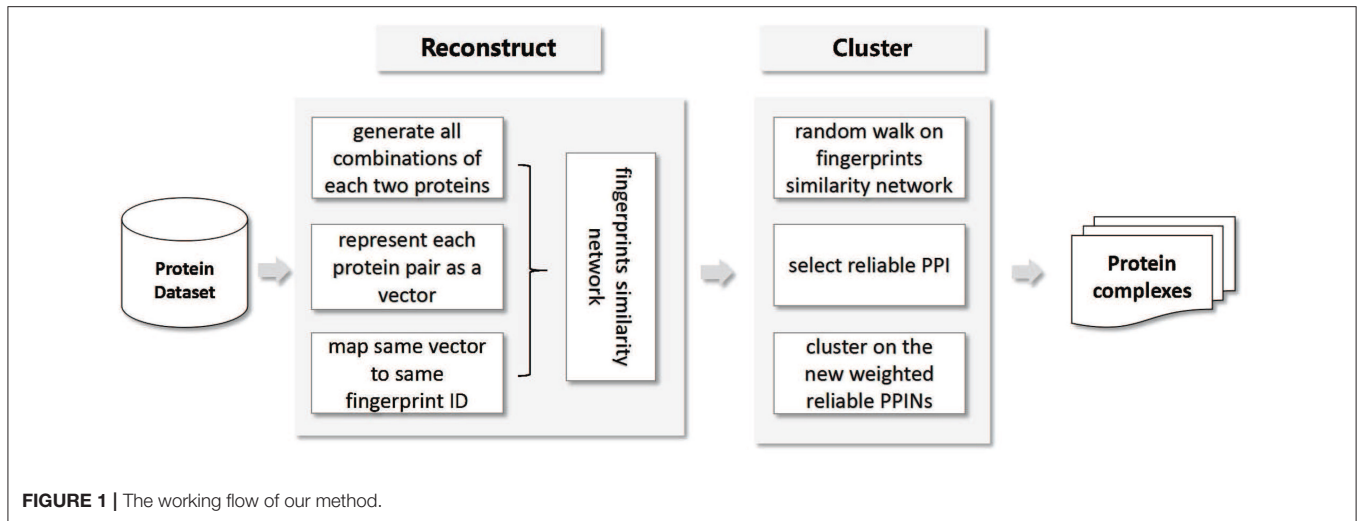 Reconstruct
Cluster
Protein
Dataset
generate all
combinations of
each two proteins
represent each
protein pair as a
vector
map same vector
to same
fingerprint ID
fingerprints similarity
network
random walk on
fingerprints
similarity network
select reliable PPI
cluster on the
new weighted
reliable PPINs
Protein
complexes
FIGURE 1 | The working flow of our method.